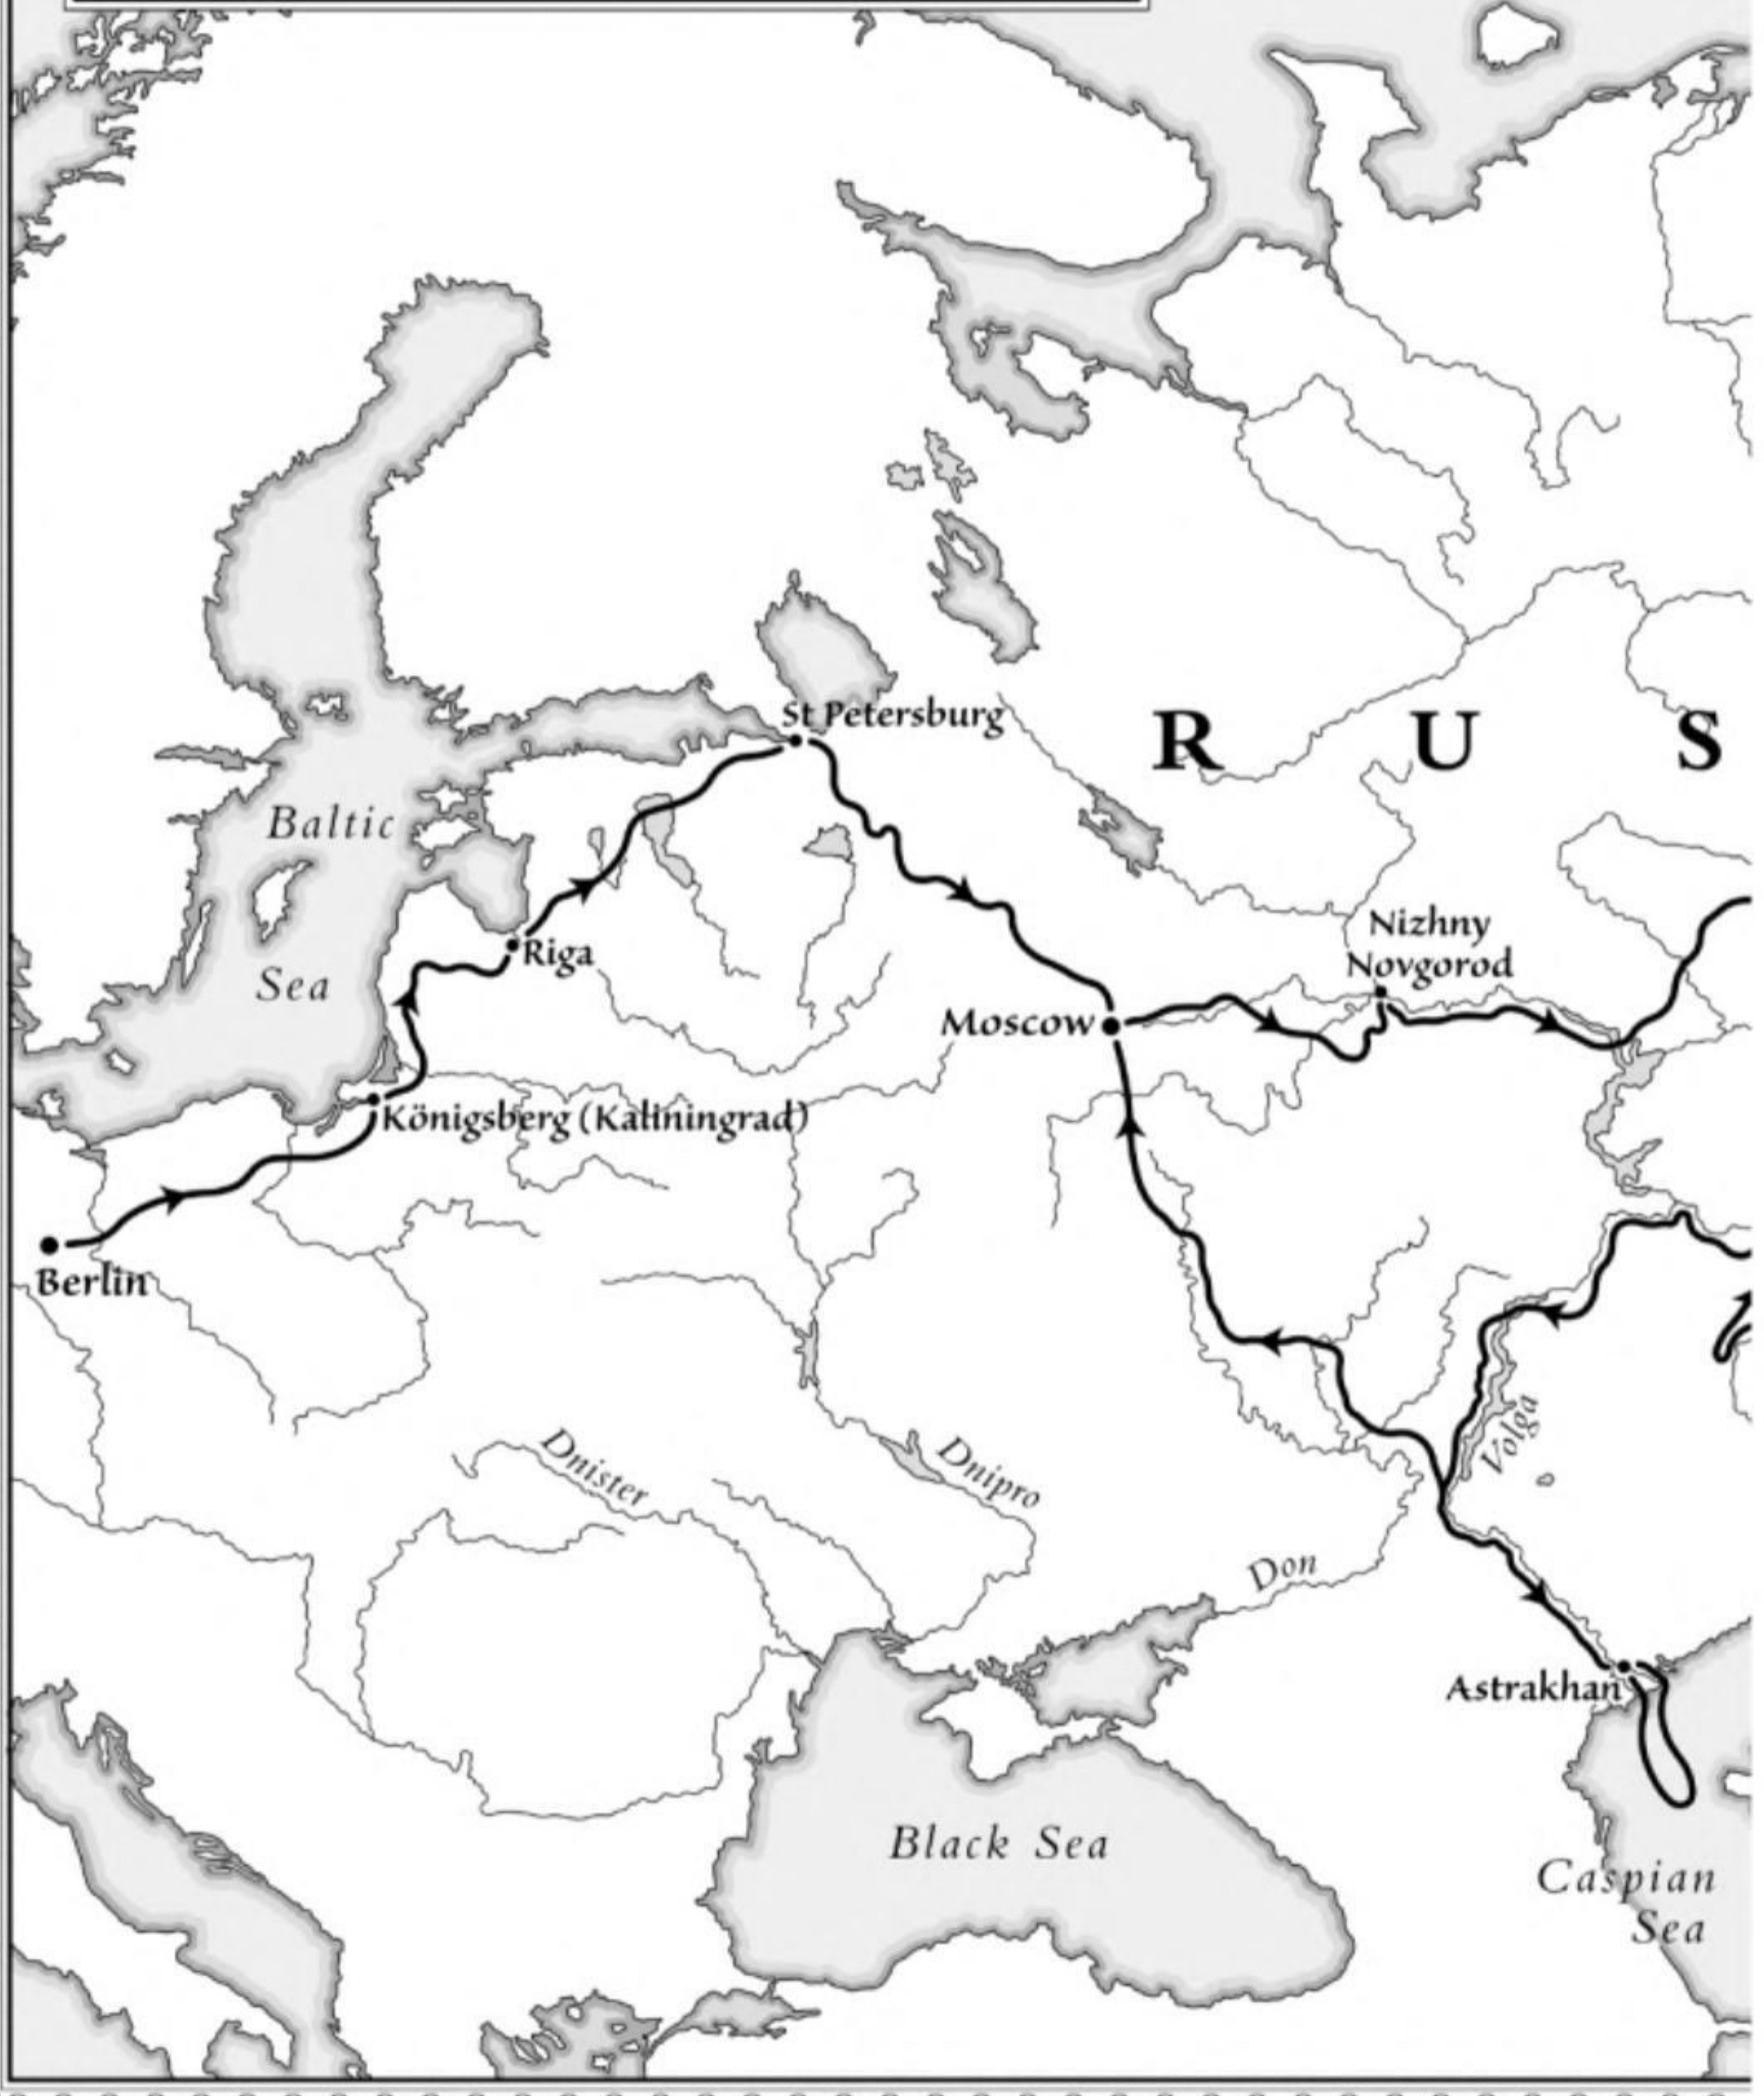 St Petersburg
R U S
Baltic
Sea
Nizhny
Novgorod
Riga
Moscow
Königsberg (Kaliningrad)
Berlin
Volga
Dnister
Dnipro
Don
Astrakhan
Black Sea
Caspian
Sea